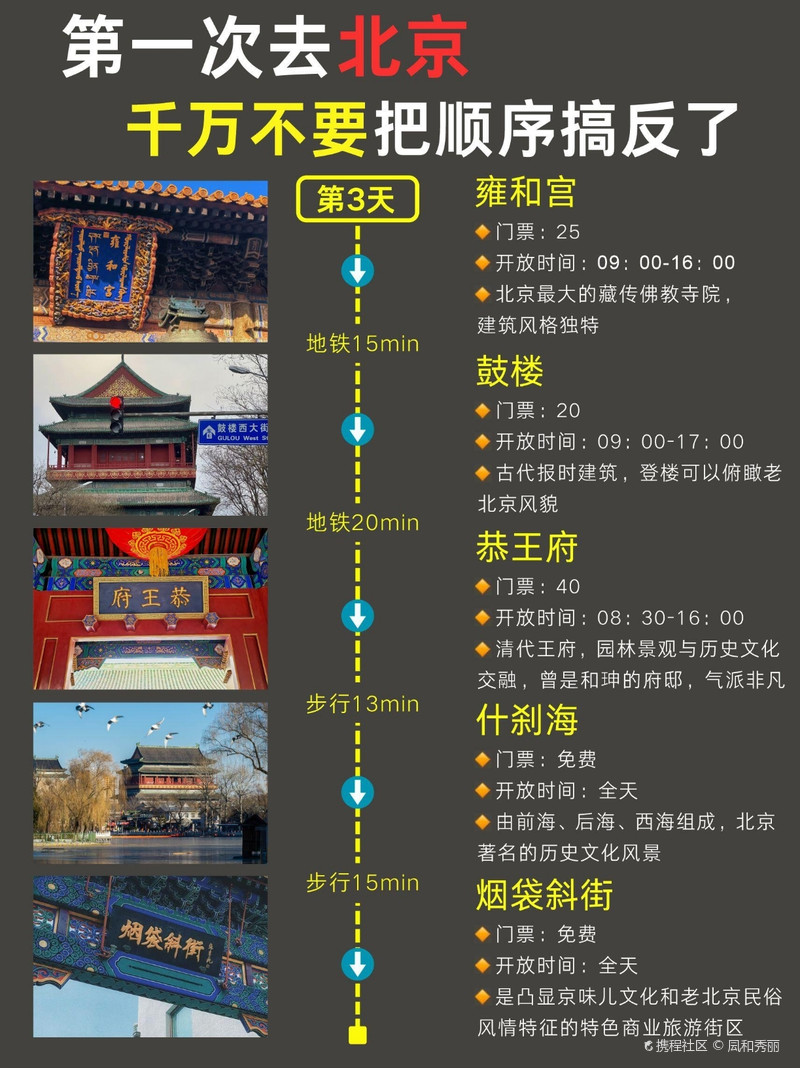 第一次去北京
千万不要把顺序搞反了
第3天
雍和宫
门票：25
开放时间：09：00-16：00
北京最大的藏传佛教寺院，
建筑风格独特
雍和宫
地铁15min
鼓楼
门票：20
开放时间：09：00-17：00
古代报时建筑，登楼可以俯瞰老
北京风貌
鼓楼西大街
GULOU West S
地铁20min
恭王府
门票：40
开放时间：08：30-16：00
清代王府，园林景观与历史文化
交融，曾是和珅的府邸，气派非凡
府王恭
步行13min
什刹海
门票：免费
开放时间：全天
由前海、后海、西海组成，北京
著名的历史文化风景
步行15min
烟袋斜街
门票：免费
开放时间：全天
是凸显京味儿文化和老北京民俗
风情特征的特色商业旅游街区
烟袋斜街
携程社区 © 凬和秀丽